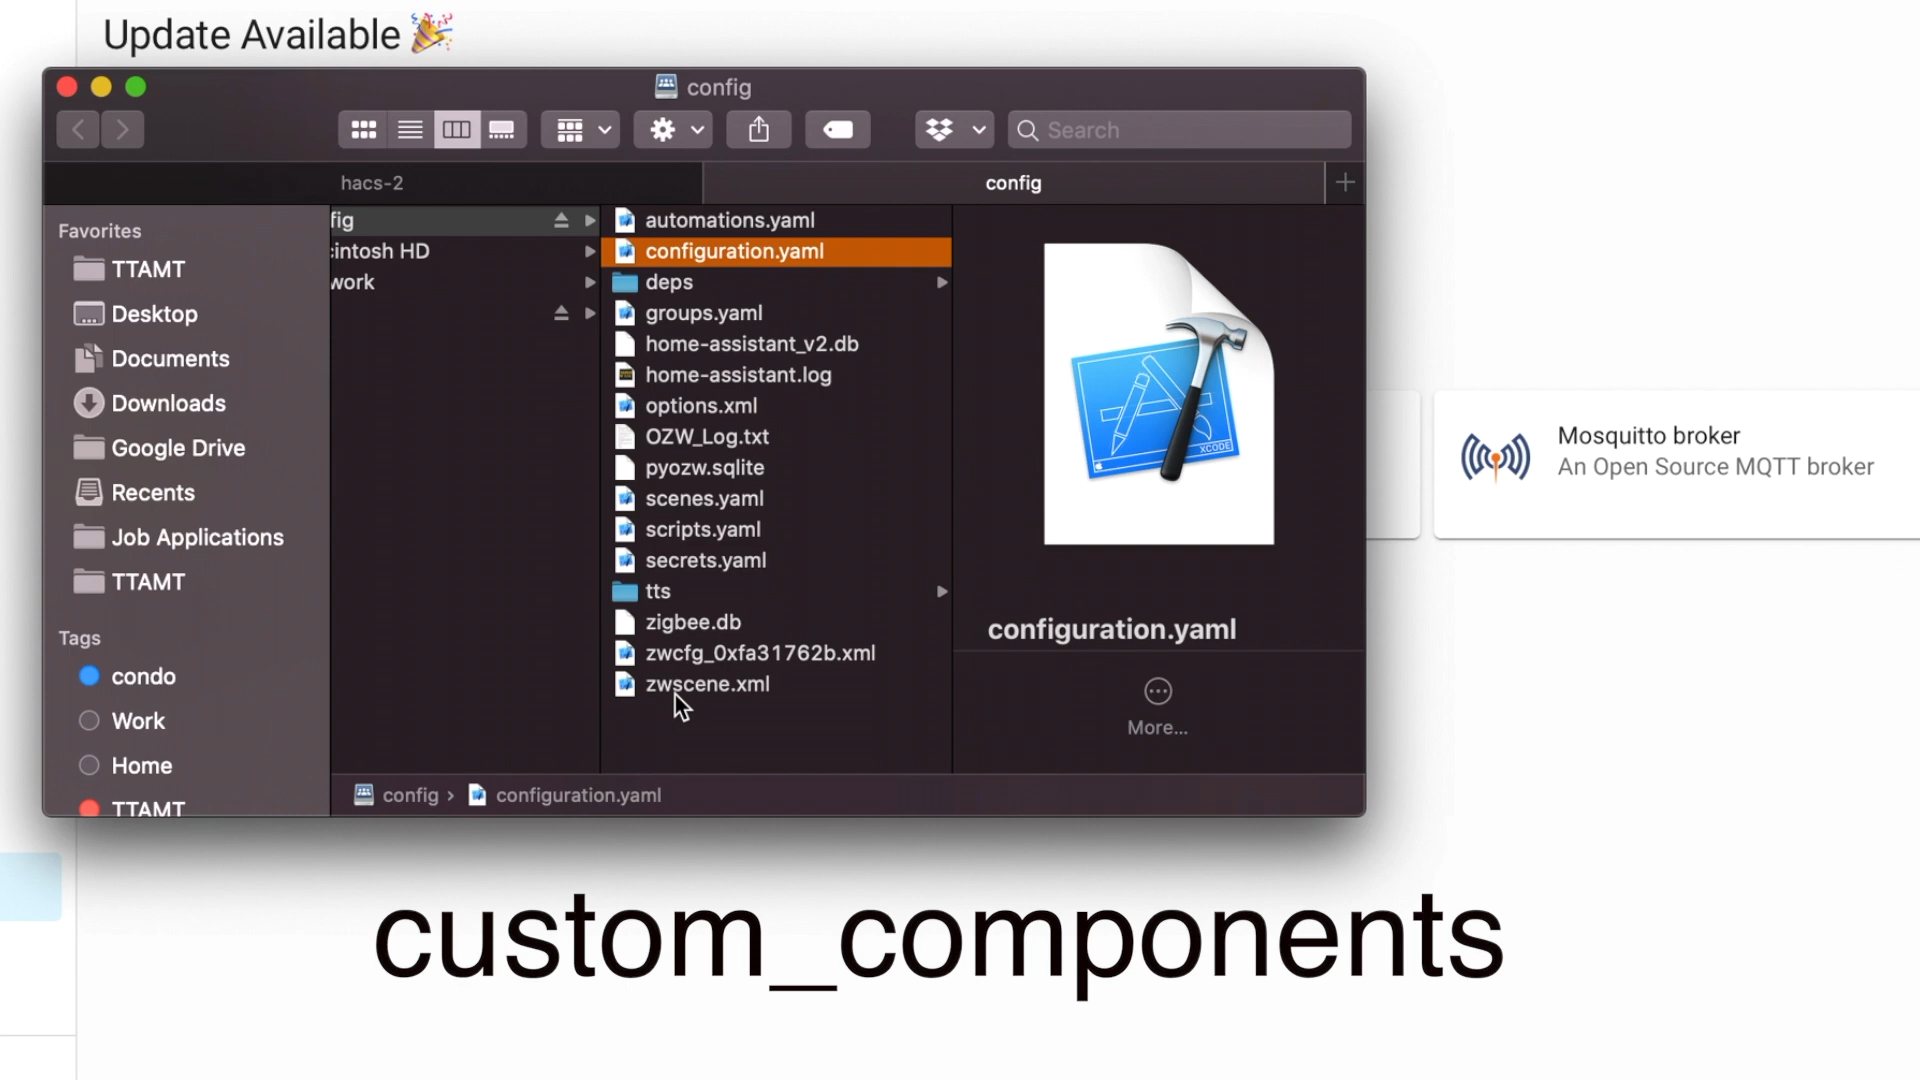 Update Available 🎉
config
Search
hacs-2
config
Favorites
TTAMT
Desktop
Documents
Downloads
Google Drive
Recents
Job Applications
TTAMT
Tags
condo
Work
Home
TTAMT
fig
cintosh HD
work
automations.yaml
configuration.yaml
deps
groups.yaml
home-assistant_v2.db
home-assistant.log
options.xml
OZW_Log.txt
pyozw.sqlite
scenes.yaml
scripts.yaml
secrets.yaml
tts
zigbee.db
zwcfg_0xfa31762b.xml
zwscene.xml
XCODE
configuration.yaml
More...
config › configuration.yaml
Mosquitto broker
An Open Source MQTT broker
custom_components